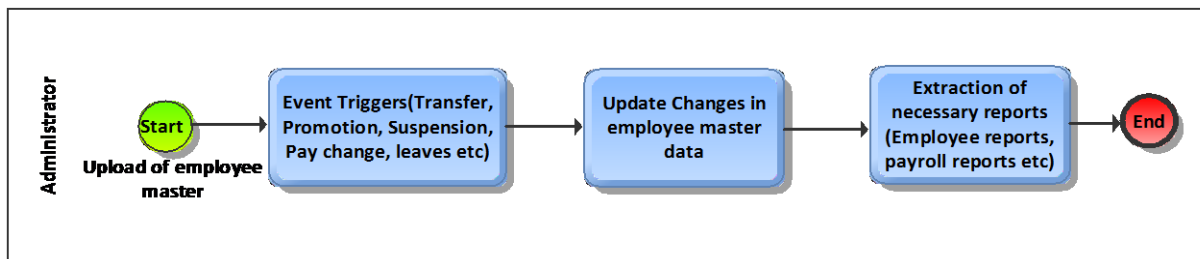 Administrator
Start
Upload of employee
master
Event Triggers(Transfer,
Promotion, Suspension,
Pay change, leaves etc)
Update Changes in
employee master
data
Extraction of
necessary reports
(Employee reports,
payroll reports etc)
End